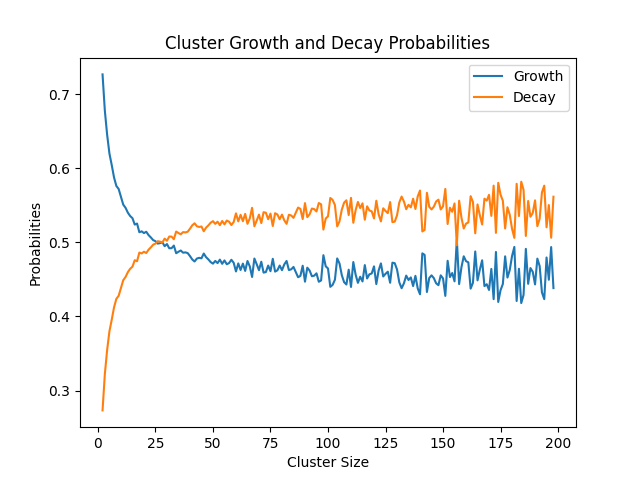 Cluster Growth and Decay Probabilities
Growth
Decay
Probabilities
0.7
0.6
0.5
0.4
0.3
0 25 50 75 100 125 150 175 200
Cluster Size